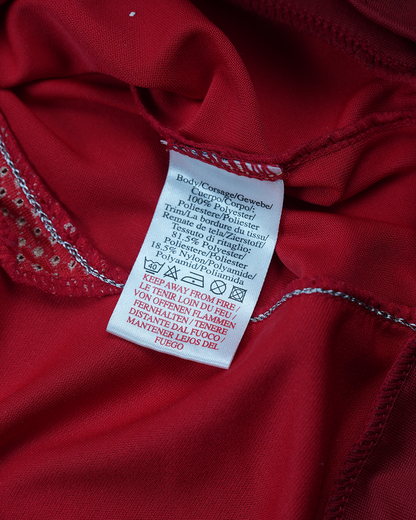 Body/Corsage/Gewebe/
Cuerpo/Corpo/:
100% Polyester/
Poliestere/Poliester
Trim/La bordure du tissu/
Remate de tela/Zierstoff/
Tessuto di ritaglio:
81.5% Polyester/
Poliestere/Poliester
18.5% Nylon/Polyamide/
Polyamid/Poliamida
KEEP AWAY FROM FIRE /
LE TENIR LOIN DU FEU /
VON OFFENEN FLAMMEN
FERNHALTEN / TENERE
DISTANTE DAL FUOCO /
MANTENER LEJOS DEL
FUEGO